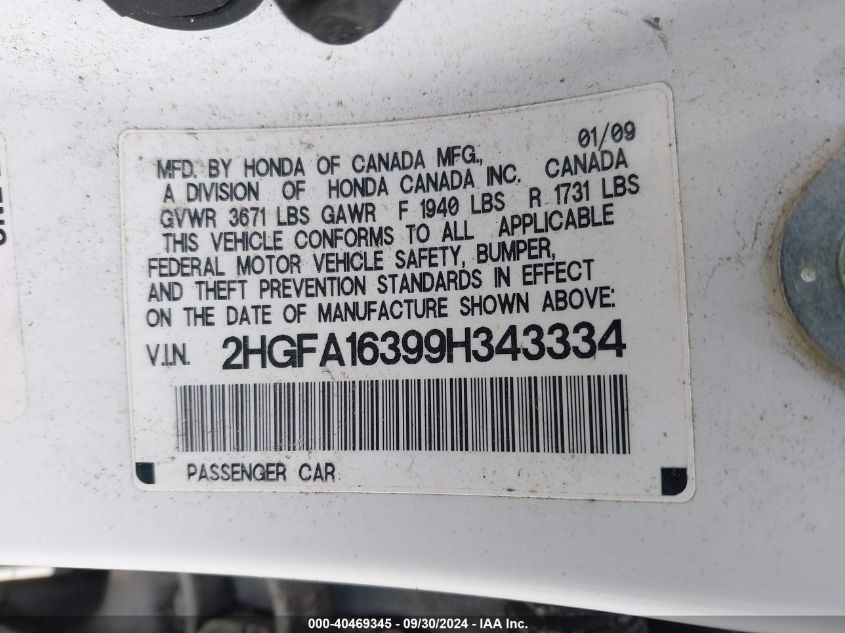 01/09
MFD. BY HONDA OF CANADA MFG.,
A DIVISION OF HONDA CANADA INC. CANADA
GVWR 3671 LBS GAWR F 1940 LBS R 1731 LBS
THIS VEHICLE CONFORMS TO ALL APPLICABLE
FEDERAL MOTOR VEHICLE SAFETY, BUMPER,
AND THEFT PREVENTION STANDARDS IN EFFECT
ON THE DATE OF MANUFACTURE SHOWN ABOVE:
V.I.N. 2HGFA16399H343334
PASSENGER CAR
000-40469345 - 09/30/2024 - IAA Inc.